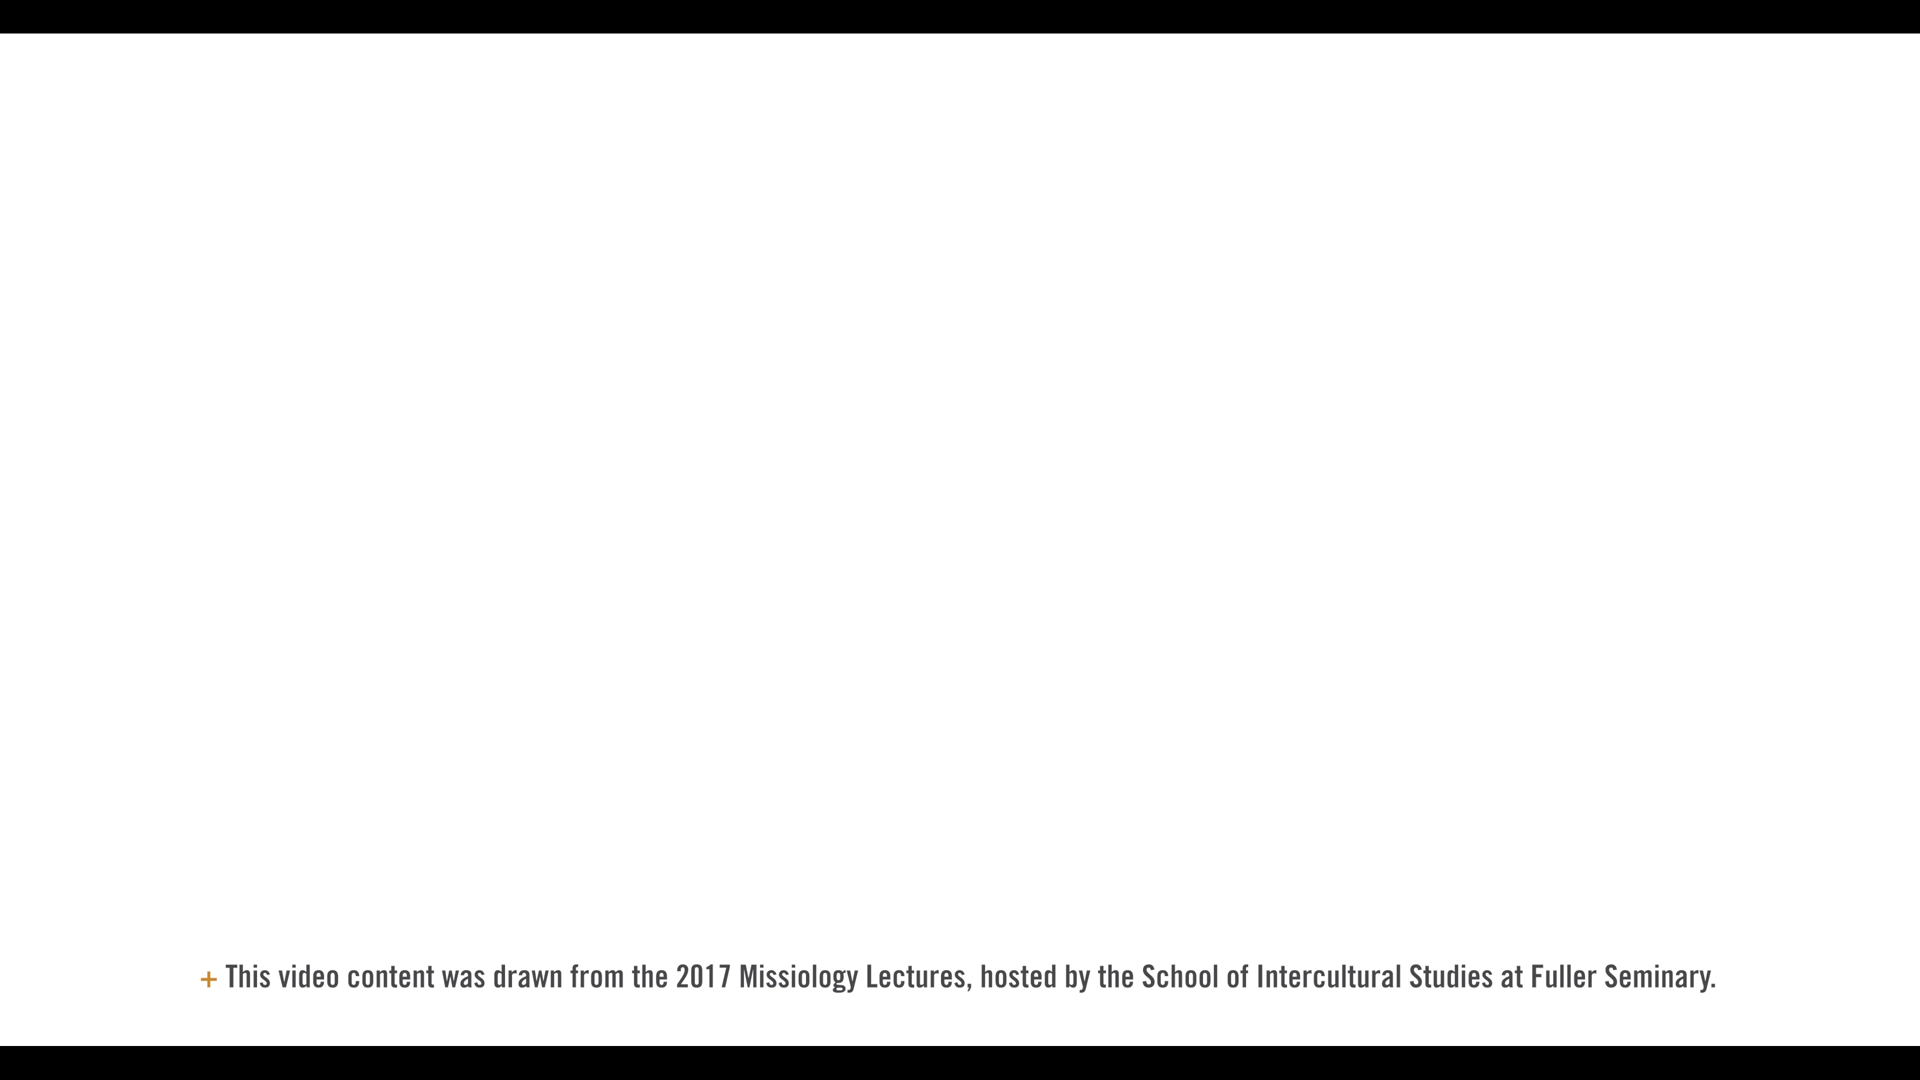 + This video content was drawn from the 2017 Missiology Lectures, hosted by the School of Intercultural Studies at Fuller Seminary.